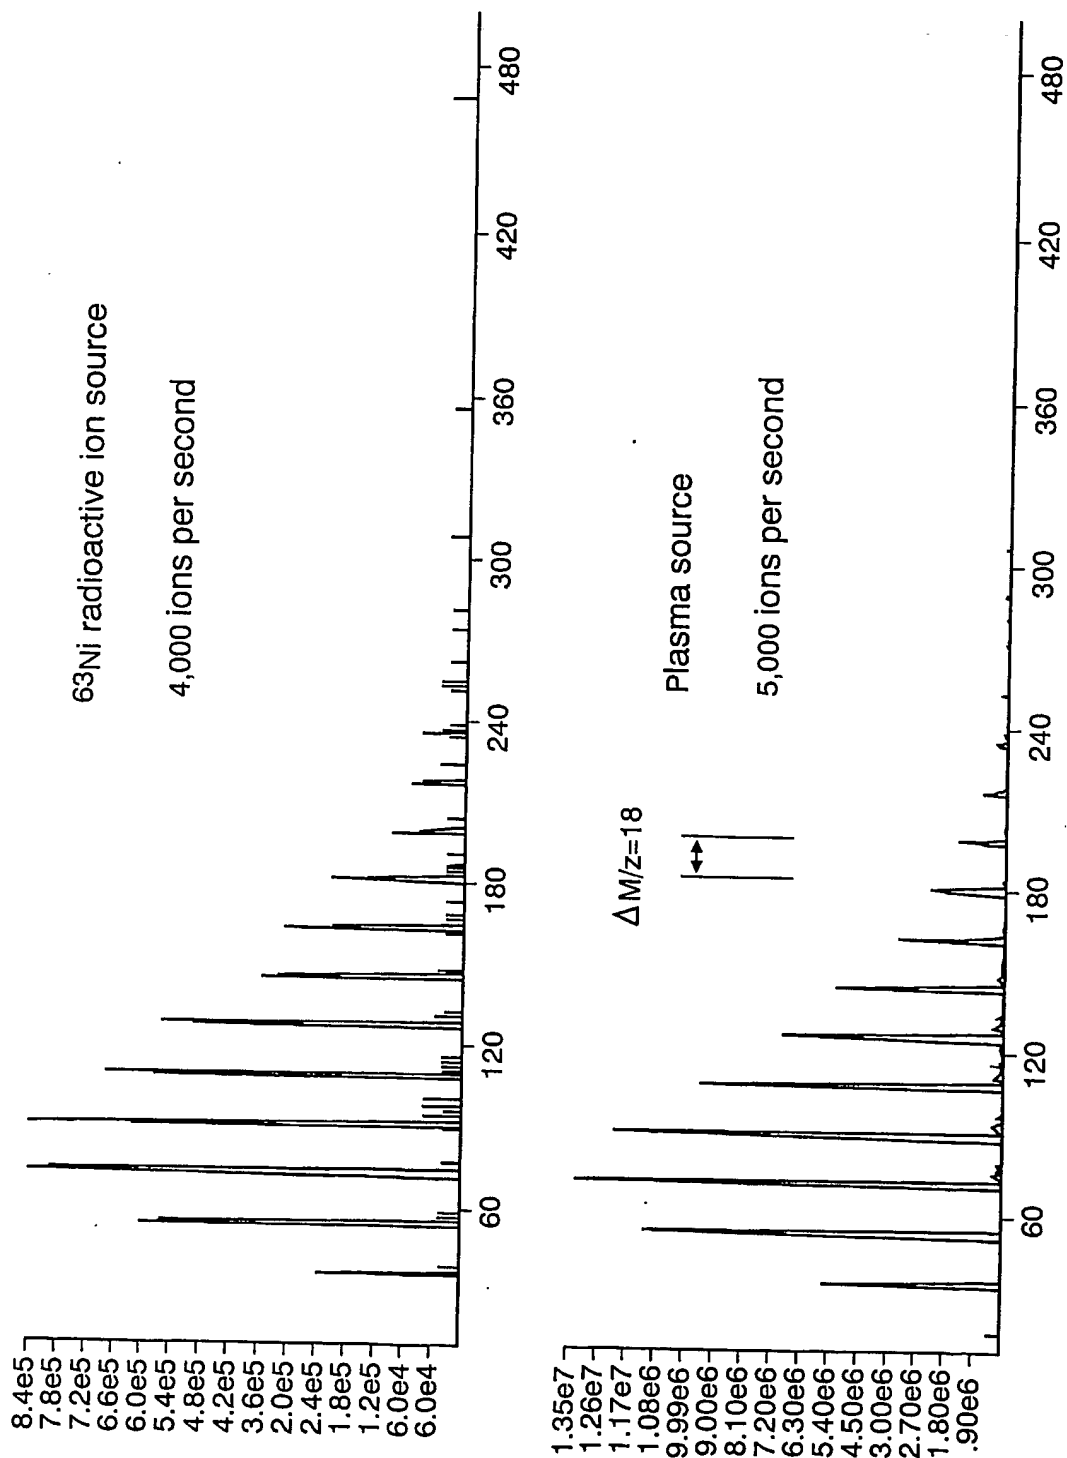 8.4e5
7.8e5
7.2e5
6.6e5
6.0e5
5.4e5
4.8e5
4.2e5
3.6e5
2.0e5
2.4e5
1.8e5
1.2e5
6.0e4
6.0e4
63Ni radioactive ion source
4,000 ions per second
60 120 180 240 300 360 420 480
1.35e7
1.26e7
1.17e7
1.08e6
9.99e6
9.00e6
8.10e6
7.20e6
6.30e6
5.40e6
4.50e6
3.00e6
2.70e6
1.80e6
.90e6
ΔM/z=18
Plasma source
5,000 ions per second
60 120 180 240 300 360 420 480